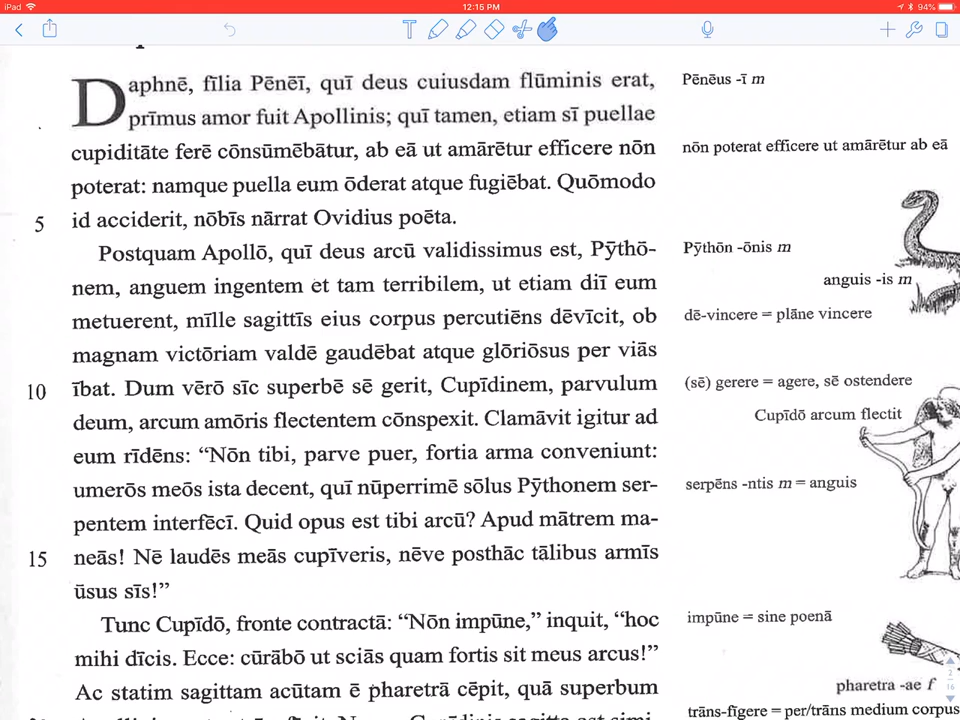 iPad 12:15 PM 94%
T
Daphnē, fīlia Pēnēī, quī deus cuiusdam flūminis erat,
prīmus amor fuit Apollinis; quī tamen, etiam sī puellae
cupiditāte ferē cōnsūmēbātur, ab eā ut amārētur efficere nōn
poterat: namque puella eum ōderat atque fugiēbat. Quōmodo
5 id acciderit, nōbīs nārrat Ovidius poēta.
Postquam Apollō, quī deus arcū validissimus est, Pȳthō-
nem, anguem ingentem et tam terribilem, ut etiam diī eum
metuerent, mīlle sagittīs eius corpus percutiēns dēvīcit, ob
magnam victōriam valdē gaudēbat atque glōriōsus per viās
10 ībat. Dum vērō sīc superbē sē gerit, Cupīdinem, parvulum
deum, arcum amōris flectentem cōnspexit. Clamāvit igitur ad
eum rīdēns: “Nōn tibi, parve puer, fortia arma conveniunt:
umerōs meōs ista decent, quī nūperrimē sōlus Pȳthonem ser-
pentem interfēcī. Quid opus est tibi arcū? Apud mātrem ma-
15 neās! Nē laudēs meās cupīveris, nēve posthāc tālibus armīs
ūsus sīs!”
Tunc Cupīdō, fronte contractā: “Nōn impūne,” inquit, “hoc
mihi dīcis. Ecce: cūrābō ut sciās quam fortis sit meus arcus!”
Ac statim sagittam acūtam ē pharetrā cēpit, quā superbum
Pēnēus -ī m
nōn poterat efficere ut amārētur ab eā
Pȳthōn -ōnis m
anguis -is m
dē-vincere = plāne vincere
(sē) gerere = agere, sē ostendere
Cupīdō arcum flectit
serpēns -ntis m = anguis
impūne = sine poenā
pharetra -ae f
trāns-fīgere = per/trāns medium corpus
2
16